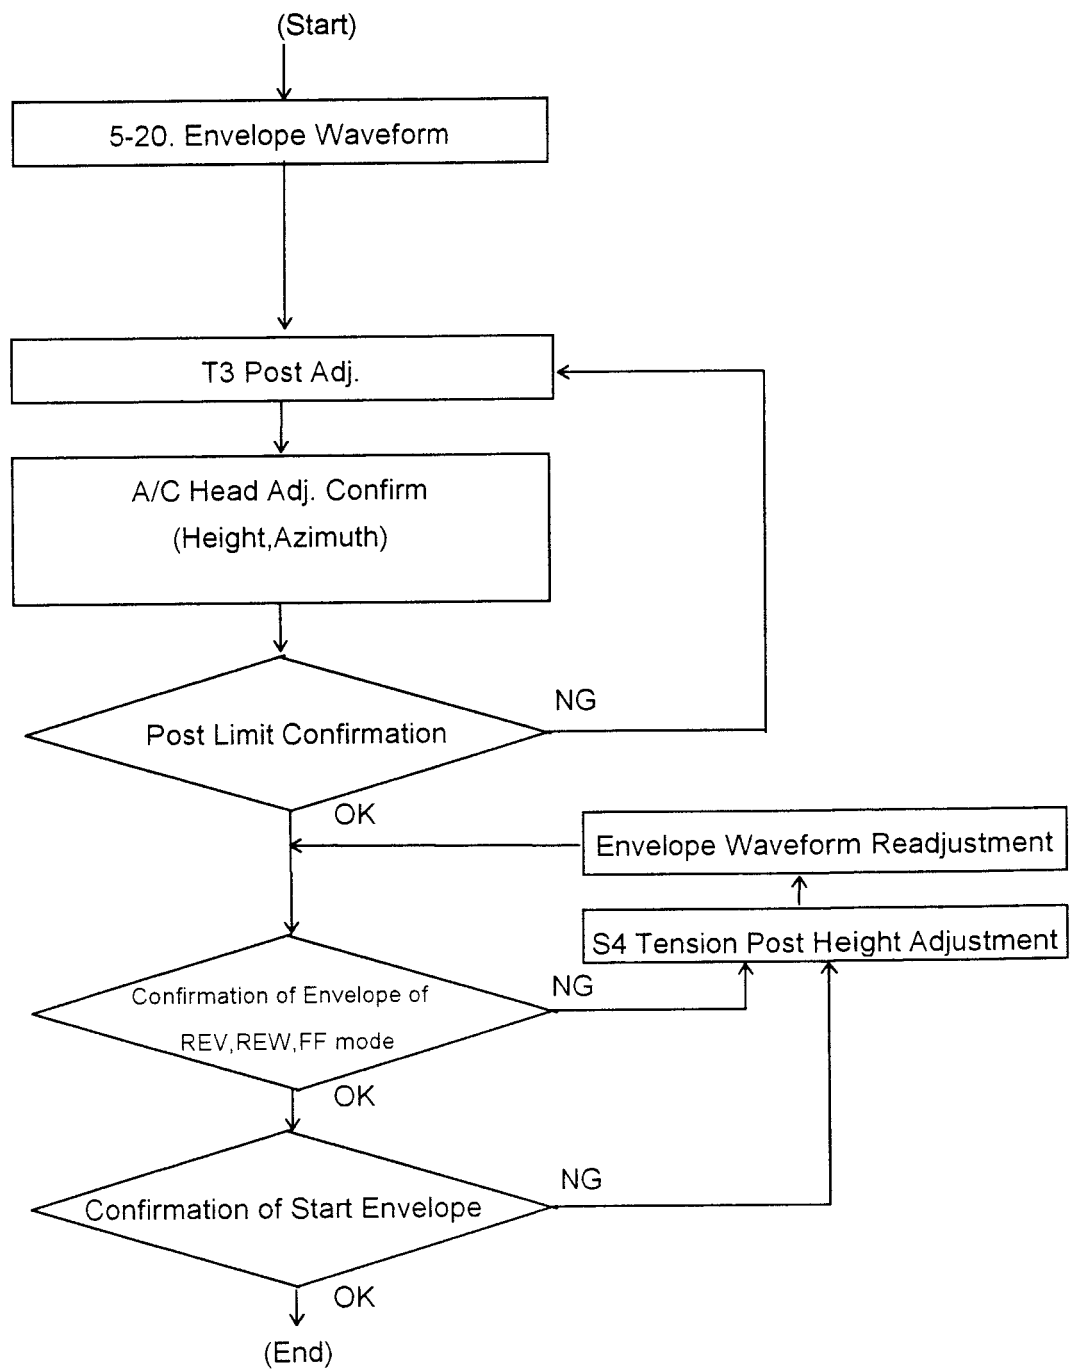 (Start)
5-20. Envelope Waveform
T3 Post Adj.
A/C Head Adj. Confirm
(Height,Azimuth)
NG
Post Limit Confirmation
OK
Envelope Waveform Readjustment
S4 Tension Post Height Adjustment
NG
Confirmation of Envelope of
REV,REW,FF mode
OK
NG
Confirmation of Start Envelope
OK
(End)